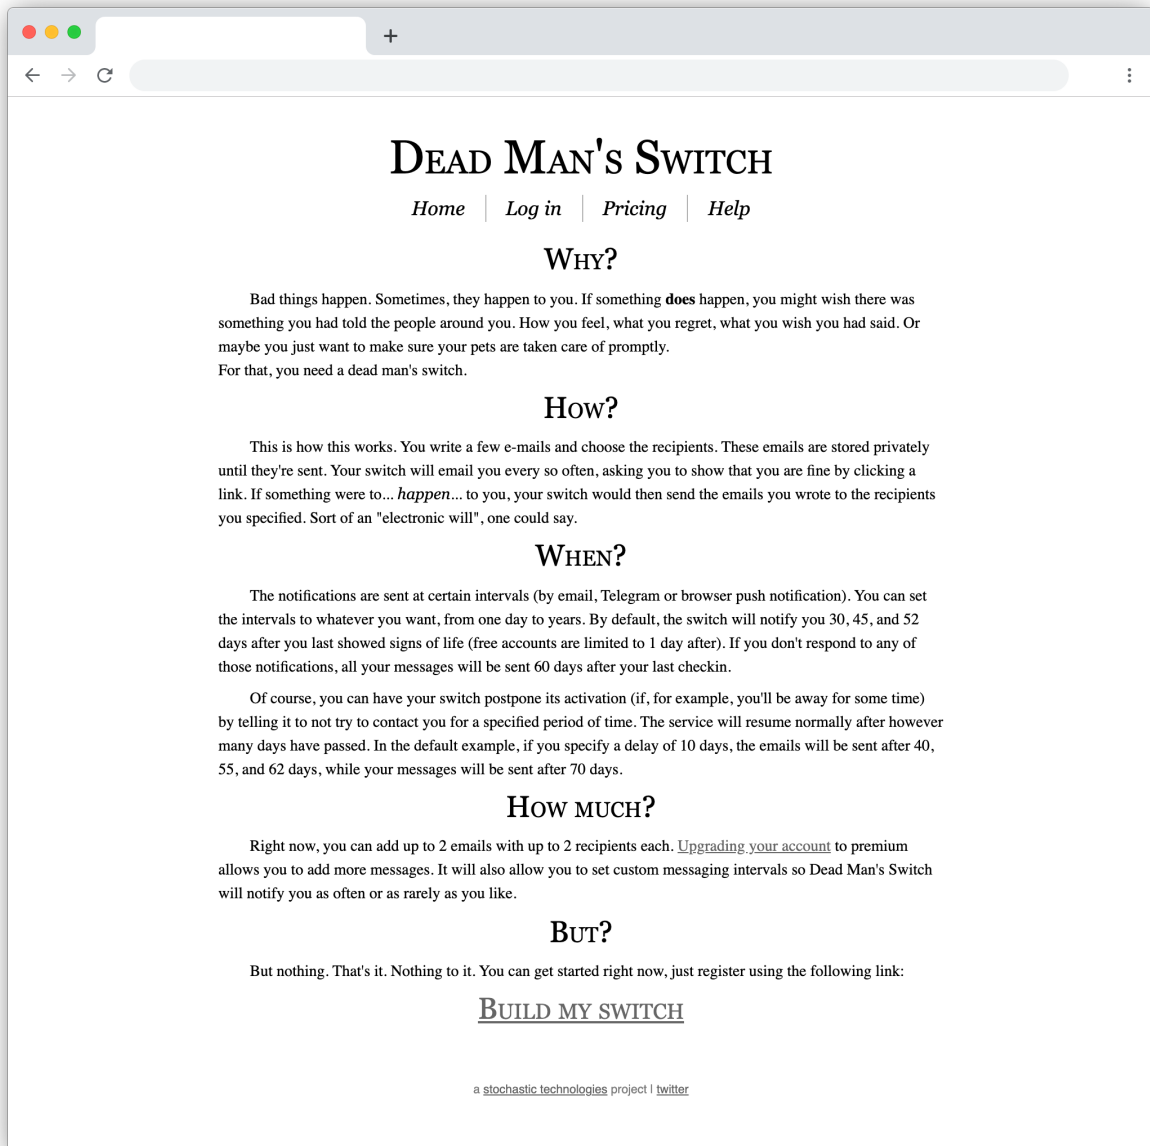 Dead Man's Switch
Home
Log in
Pricing
Help
Why?
Bad things happen. Sometimes, they happen to you. If something does happen, you might wish there was
something you had told the people around you. How you feel, what you regret, what you wish you had said. Or
maybe you just want to make sure your pets are taken care of promptly.
For that, you need a dead man's switch.
How?
This is how this works. You write a few e-mails and choose the recipients. These emails are stored privately
until they're sent. Your switch will email you every so often, asking you to show that you are fine by clicking a
link. If something were to... happen... to you, your switch would then send the emails you wrote to the recipients
you specified. Sort of an "electronic will", one could say.
When?
The notifications are sent at certain intervals (by email, Telegram or browser push notification). You can set
the intervals to whatever you want, from one day to years. By default, the switch will notify you 30, 45, and 52
days after you last showed signs of life (free accounts are limited to 1 day after). If you don't respond to any of
those notifications, all your messages will be sent 60 days after your last checkin.
Of course, you can have your switch postpone its activation (if, for example, you'll be away for some time)
by telling it to not try to contact you for a specified period of time. The service will resume normally after however
many days have passed. In the default example, if you specify a delay of 10 days, the emails will be sent after 40,
55, and 62 days, while your messages will be sent after 70 days.
How much?
Right now, you can add up to 2 emails with up to 2 recipients each. Upgrading your account to premium
allows you to add more messages. It will also allow you to set custom messaging intervals so Dead Man's Switch
will notify you as often or as rarely as you like.
But?
But nothing. That's it. Nothing to it. You can get started right now, just register using the following link:
Build my switch
a stochastic technologies project | twitter